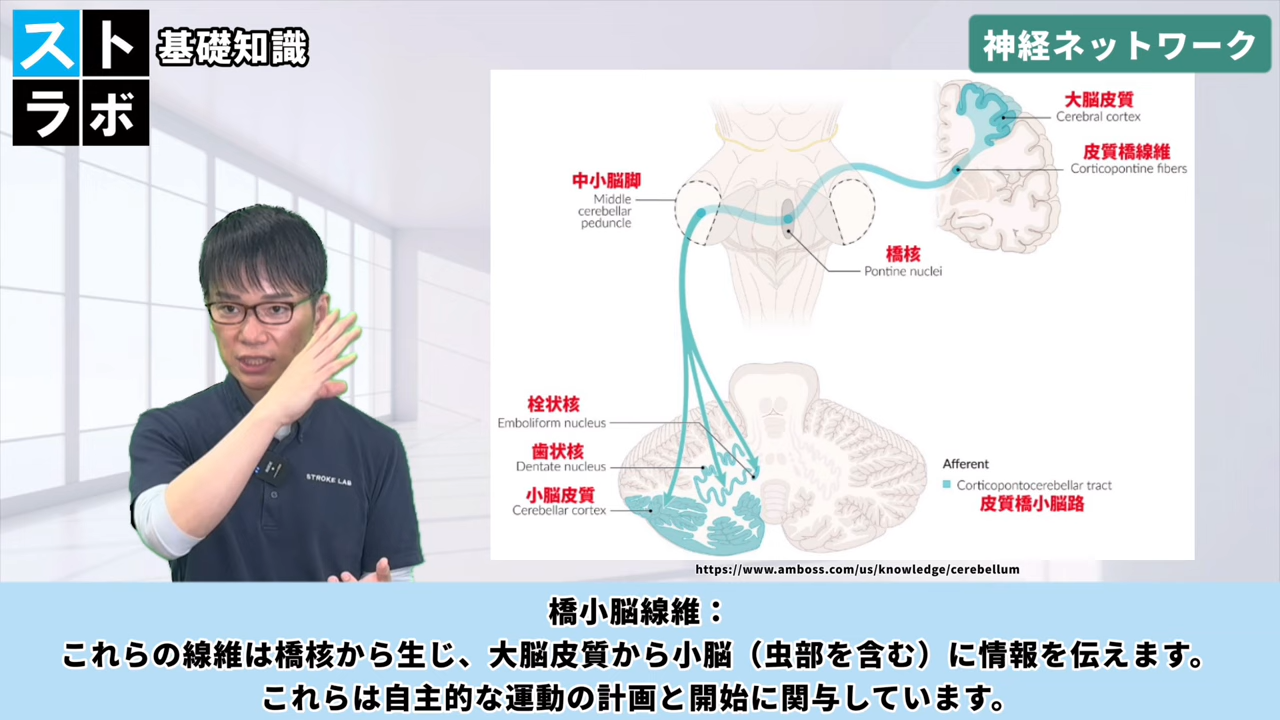 ストラボ 基礎知識
神経ネットワーク
大脳皮質
Cerebral cortex
皮質橋線維
Corticopontine fibers
中小脳脚
Middle
cerebellar
peduncle
橋核
Pontine nuclei
栓状核
Emboliform nucleus
歯状核
Dentate nucleus
小脳皮質
Cerebellar cortex
Afferent
Corticopontocerebellar tract
皮質橋小脳路
STROKE LAB
https://www.amboss.com/us/knowledge/cerebellum
橋小脳線維：
これらの線維は橋核から生じ、大脳皮質から小脳（虫部を含む）に情報を伝えます。
これらは自主的な運動の計画と開始に関与しています。